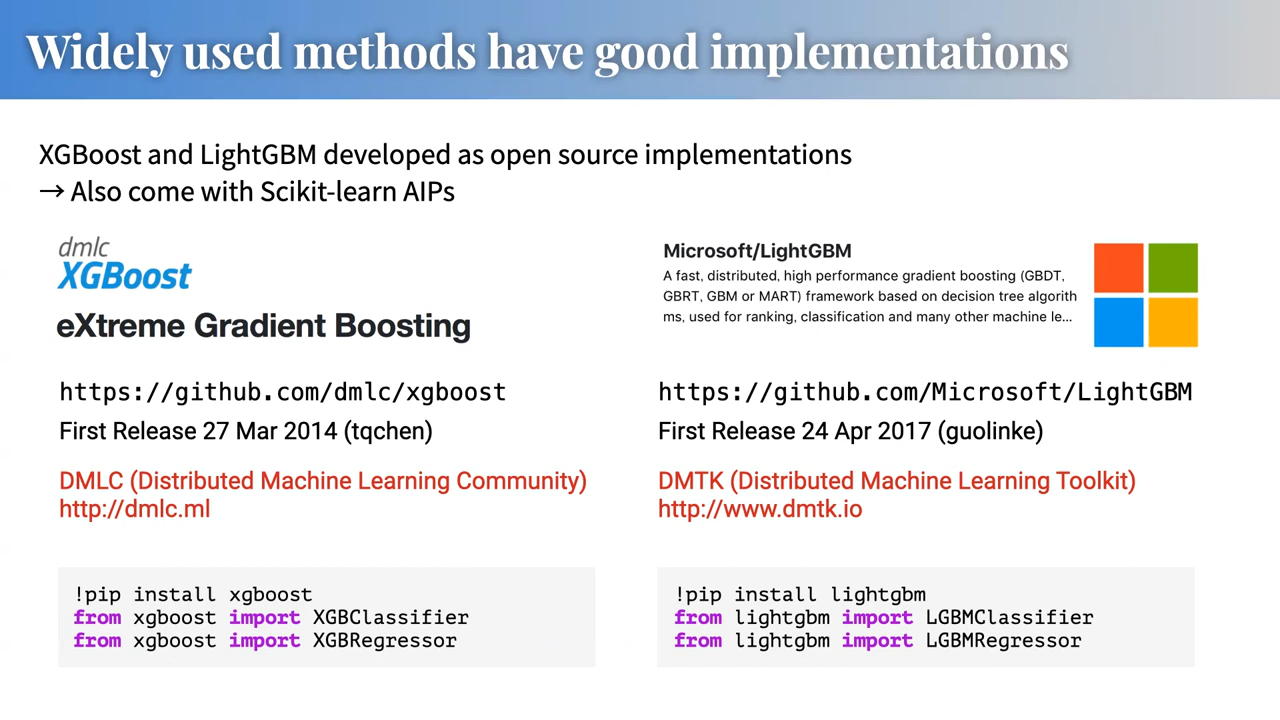 Widely used methods have good implementations
XGBoost and LightGBM developed as open source implementations
→ Also come with Scikit-learn AIPs
dmlc
XGBoost
eXtreme Gradient Boosting
https://github.com/dmlc/xgboost
First Release 27 Mar 2014 (tqchen)
DMLC (Distributed Machine Learning Community)
http://dmlc.ml
!pip install xgboost
from xgboost import XGBClassifier
from xgboost import XGBRegressor
Microsoft/LightGBM
A fast, distributed, high performance gradient boosting (GBDT,
GBRT, GBM or MART) framework based on decision tree algorith
ms, used for ranking, classification and many other machine le...
https://github.com/Microsoft/LightGBM
First Release 24 Apr 2017 (guolinke)
DMTK (Distributed Machine Learning Toolkit)
http://www.dmtk.io
!pip install lightgbm
from lightgbm import LGBMClassifier
from lightgbm import LGBMRegressor